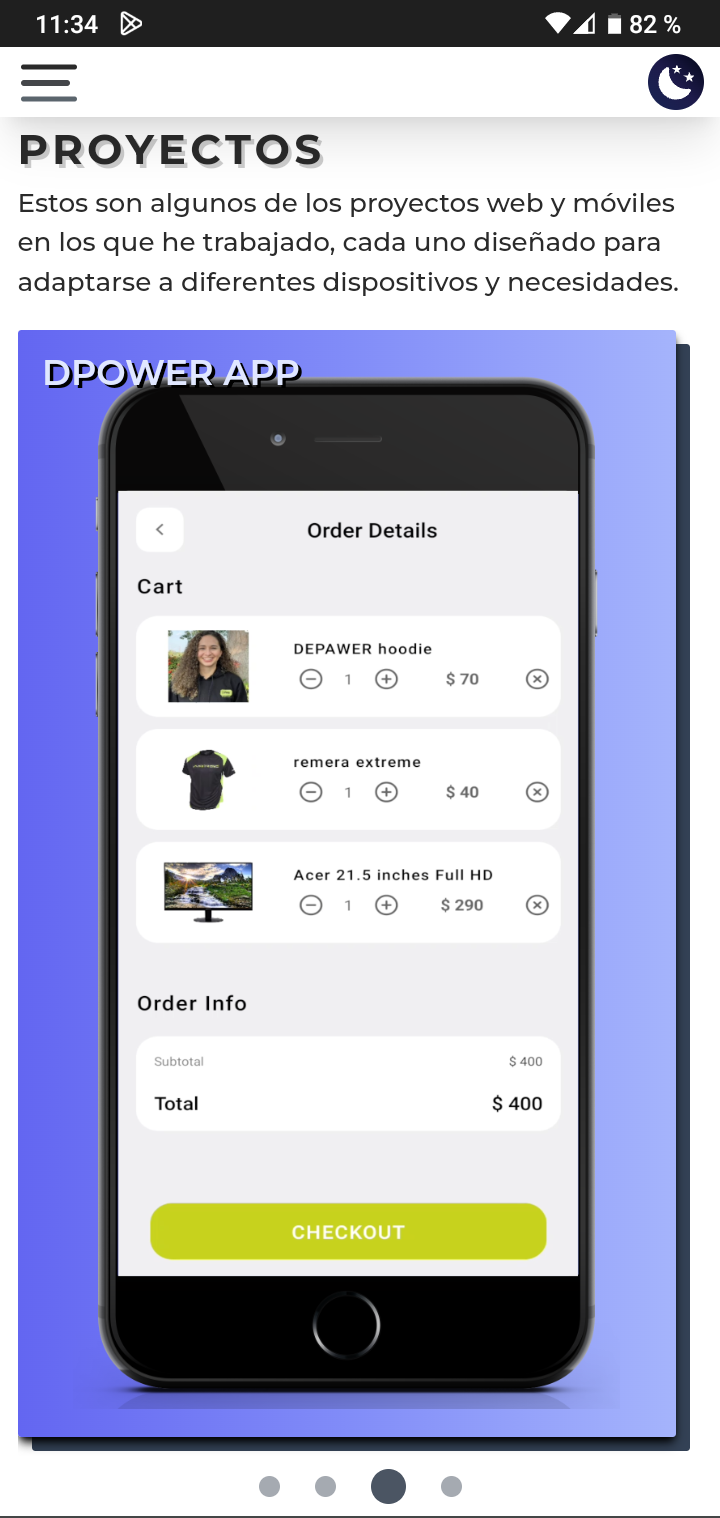 11:34
82 %
PROYECTOS
Estos son algunos de los proyectos web y móviles
en los que he trabajado, cada uno diseñado para
adaptarse a diferentes dispositivos y necesidades.
DPOWER APP
Order Details
Cart
DEPAWER hoodie
1 $ 70
remera extreme
1 $ 40
Acer 21.5 inches Full HD
1 $ 290
Order Info
Subtotal $ 400
Total $ 400
CHECKOUT